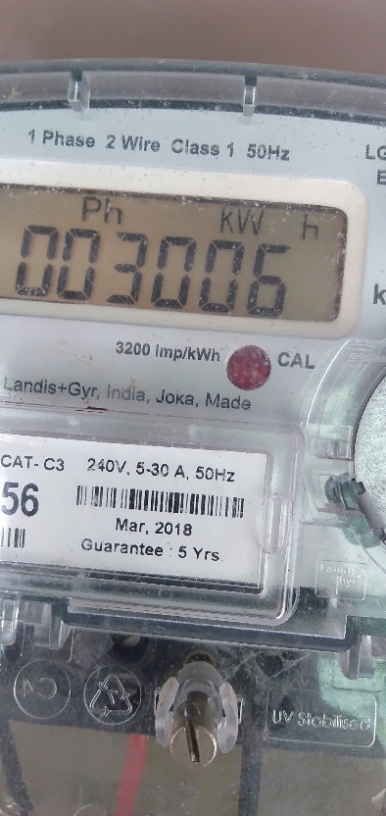 1 Phase 2 Wire Class 1 50Hz
LG
E
Ph KW h
003006
k
3200 Imp/kWh CAL
Landis+Gyr, India, Joka, Made
CAT- C3 240V, 5-30 A, 50Hz
56
Mar, 2018
Guarantee : 5 Yrs
UV Stabilised